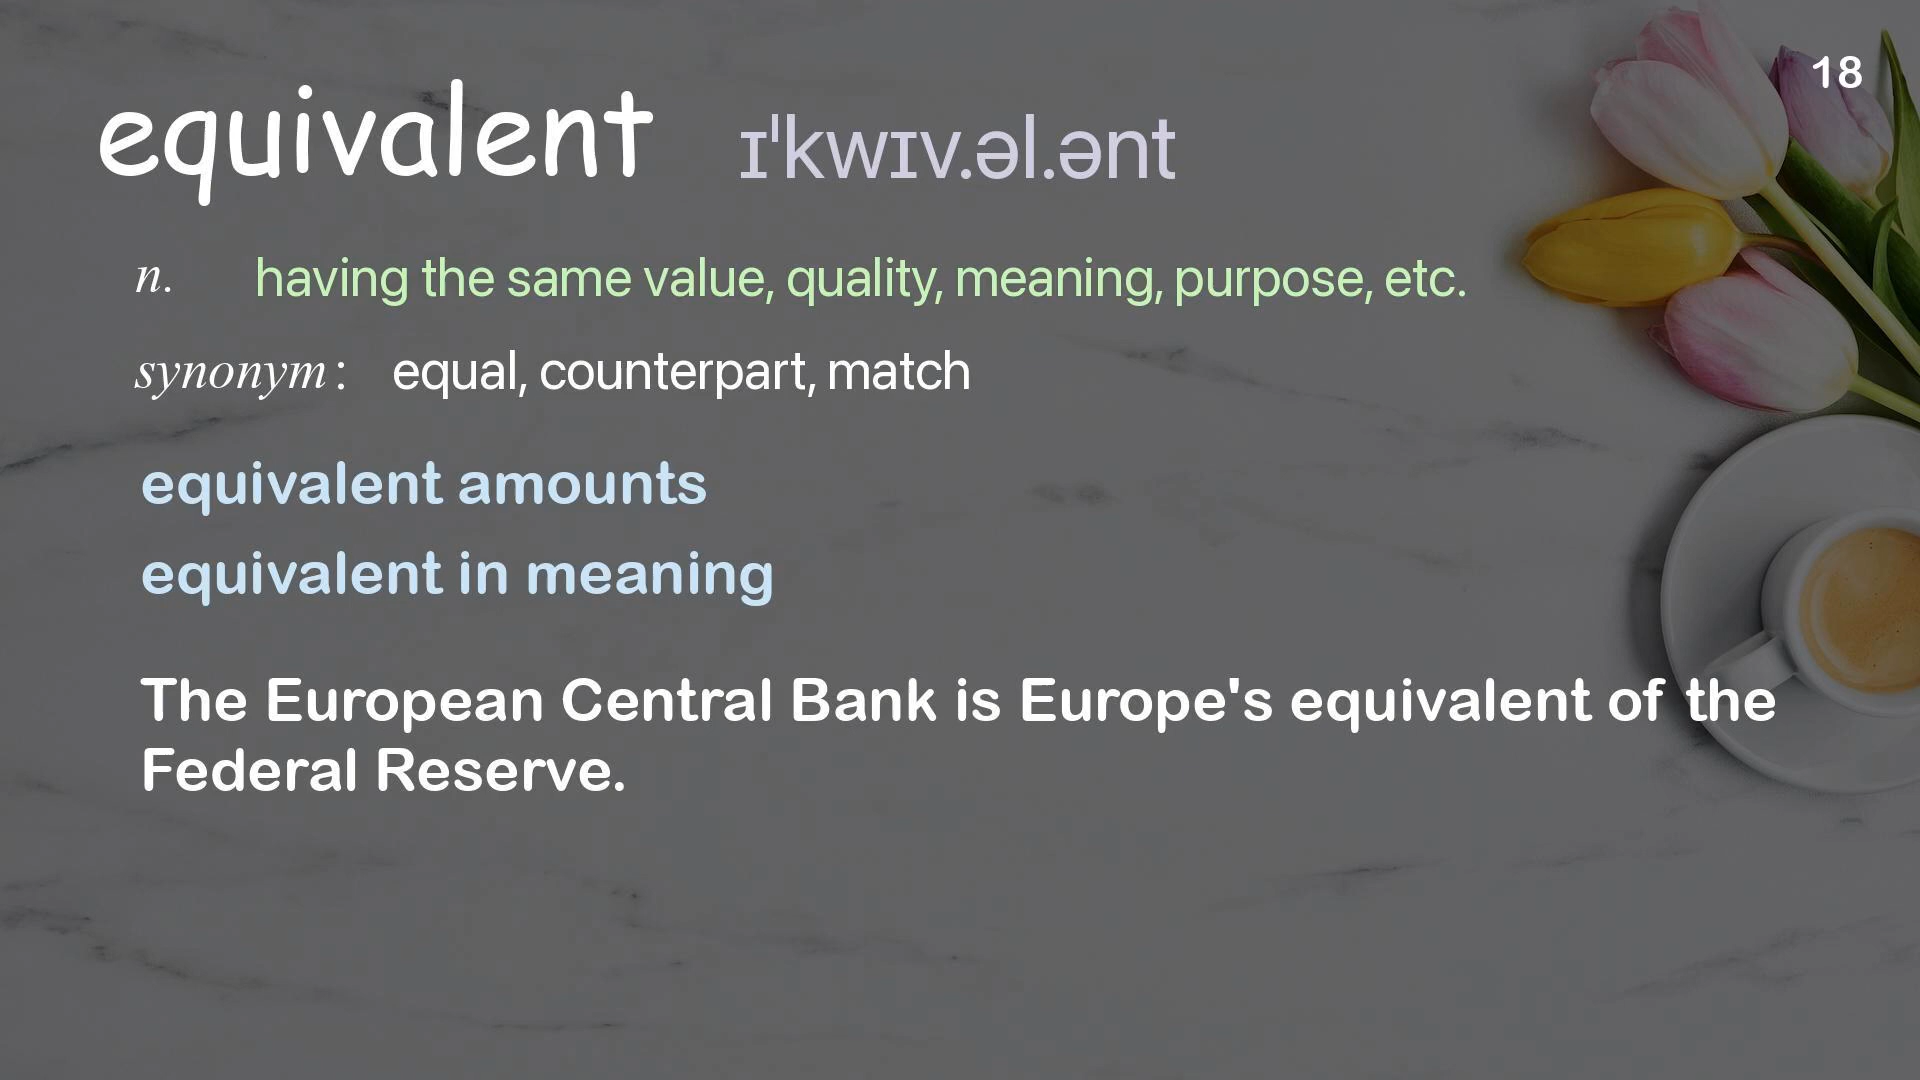 18
equivalent ɪˈkwɪv.əl.ənt
n. having the same value, quality, meaning, purpose, etc.
synonym: equal, counterpart, match
equivalent amounts
equivalent in meaning
The European Central Bank is Europe's equivalent of the
Federal Reserve.